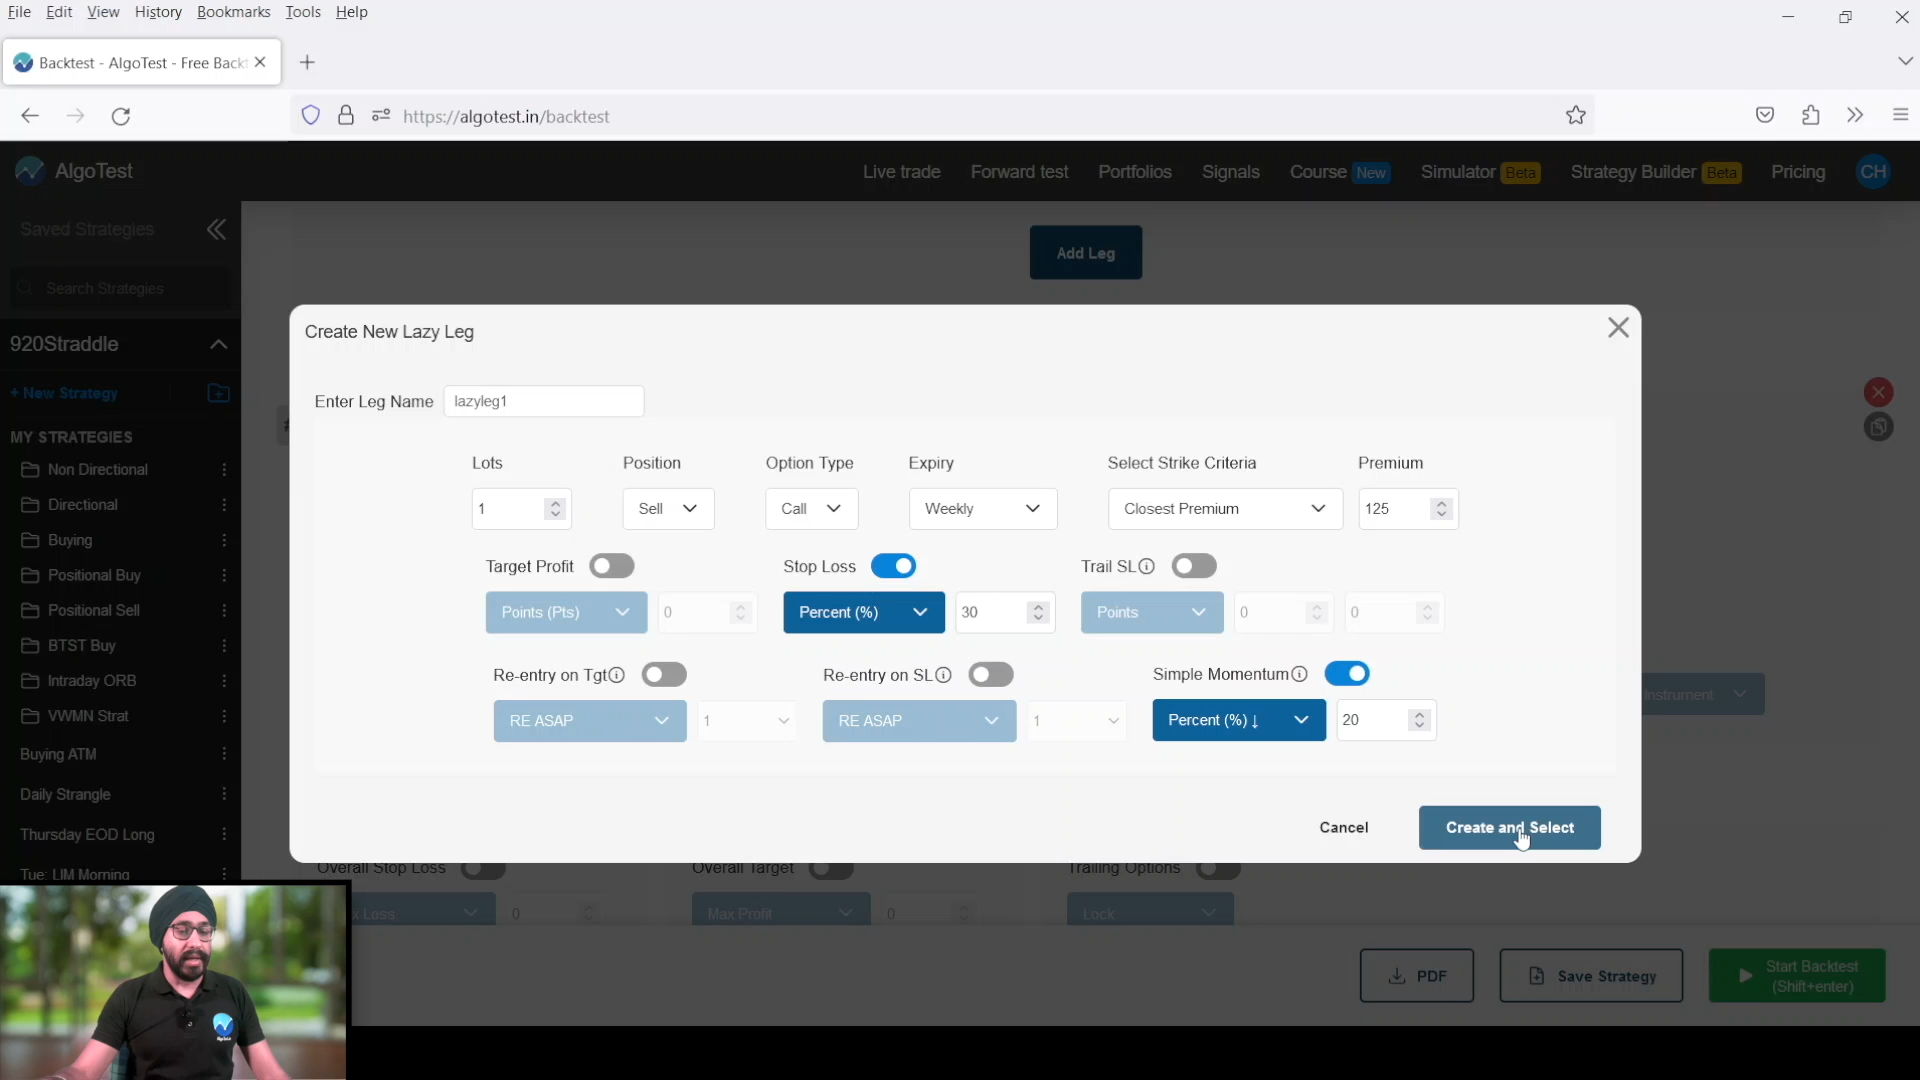 File Edit View History Bookmarks Tools Help
Backtest - AlgoTest - Free Backt
https://algotest.in/backtest
AlgoTest
Live trade Forward test Portfolios Signals Course New Simulator Beta Strategy Builder Beta Pricing CH
Saved Strategies
Add Leg
Search Strategies
920Straddle
+ New Strategy
MY STRATEGIES
Non Directional
Directional
Buying
Positional Buy
Positional Sell
BTST Buy
Intraday ORB
VWMN Strat
Buying ATM
Daily Strangle
Thursday EOD Long
Tue: LIM Morning
Create New Lazy Leg
Enter Leg Name lazyleg1
Lots Position Option Type Expiry Select Strike Criteria Premium
1 Sell Call Weekly Closest Premium 125
Target Profit Stop Loss Trail SL
Points (Pts) 0 Percent (%) 30 Points 0 0
Re-entry on Tgt Re-entry on SL Simple Momentum
RE ASAP 1 RE ASAP 1 Percent (%) ↓ 20
Instrument
Cancel Create and Select
Overall Stop Loss Overall Target Trailing Options
x Loss 0 Max Profit 0 Lock
PDF Save Strategy Start Backtest
(Shift+enter)